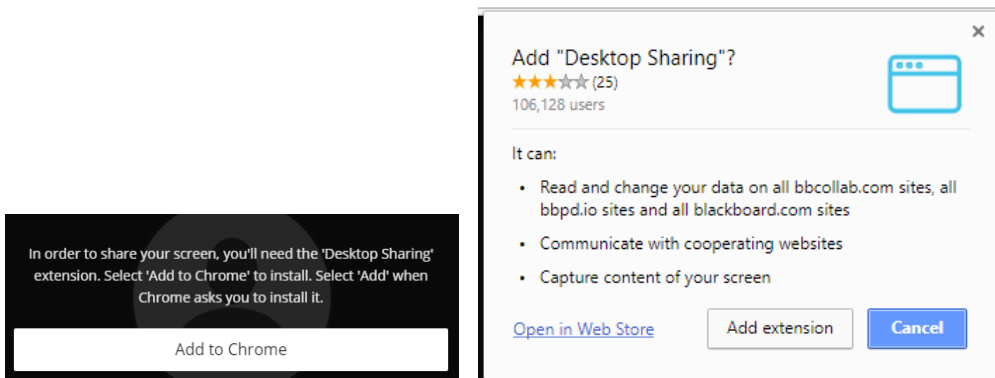 In order to share your screen, you'll need the 'Desktop Sharing'
extension. Select 'Add to Chrome' to install. Select 'Add' when
Chrome asks you to install it.
Add to Chrome
Add "Desktop Sharing"?
(25)
106,128 users
It can:
• Read and change your data on all bbcollab.com sites, all
bbpd.io sites and all blackboard.com sites
• Communicate with cooperating websites
• Capture content of your screen
Open in Web Store
Add extension
Cancel